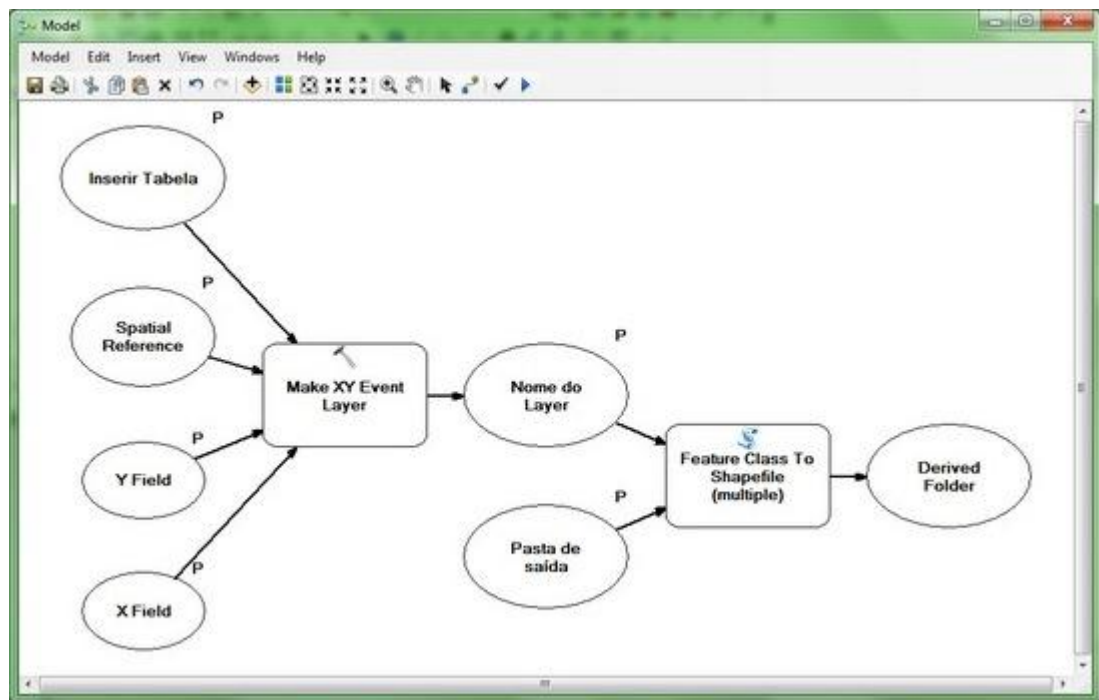 Model
Model Edit Insert View Windows Help
P
Inserir Tabela
P
Spatial
Reference
P
Y Field
P
X Field
Make XY Event
Layer
P
Nome do
Layer
P
Pasta de
saída
Feature Class To
Shapefile
(multiple)
Derived
Folder